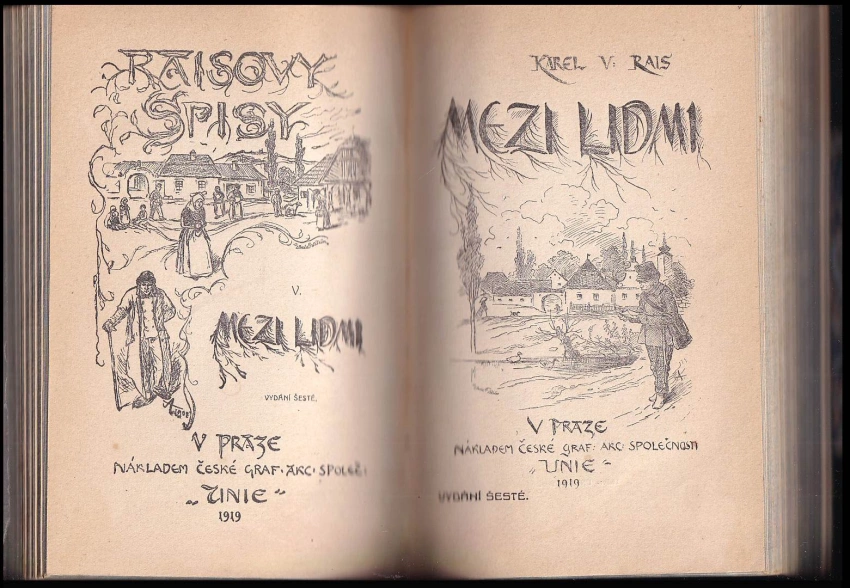 RAISOVY
SPISY
V.
MEZI LIDMI
VYDÁNÍ ŠESTÉ.
V PRAZE
NÁKLADEM ČESKÉ GRAF. AKC. SPOLEČ.
„UNIE“
1919
KAREL V. RAIS
MEZI LIDMI
V PRAZE
NÁKLADEM ČESKÉ GRAF. AKC. SPOLEČNOSTI
„UNIE“
1919
VYDÁNÍ ŠESTÉ.